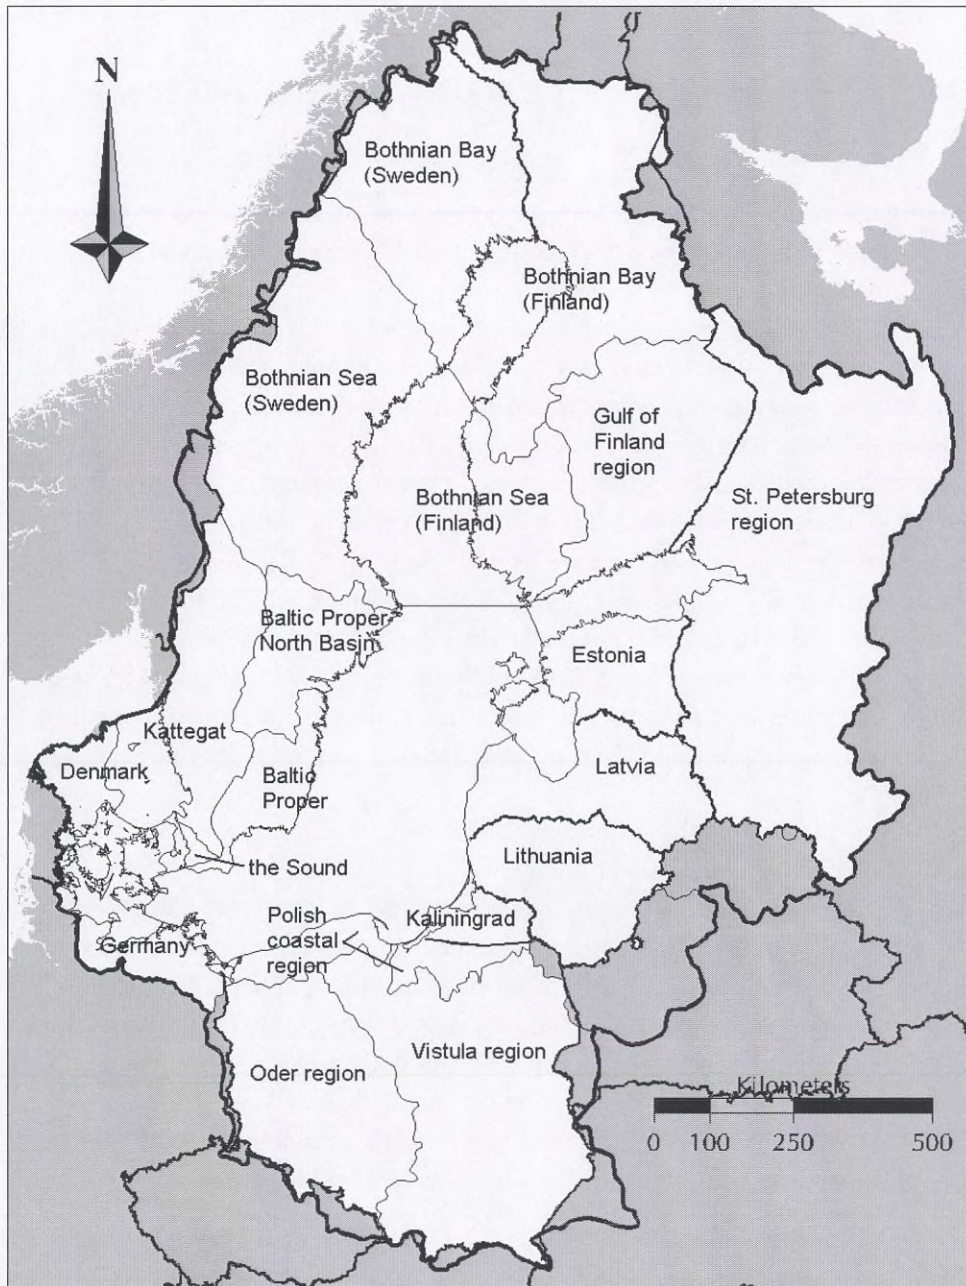 N
Bothnian Bay
(Sweden)
Bothnian Bay
(Finland)
Bothnian Sea
(Sweden)
Gulf of
Finland
region
Bothnian Sea
(Finland)
St. Petersburg
region
Baltic Proper
North Basin
Estonia
Kattegat
Denmark
Baltic
Proper
Latvia
the Sound
Lithuania
Polish
coastal
region
Kaliningrad
Germany
Vistula region
Oder region
Kilometers
0 100 250 500